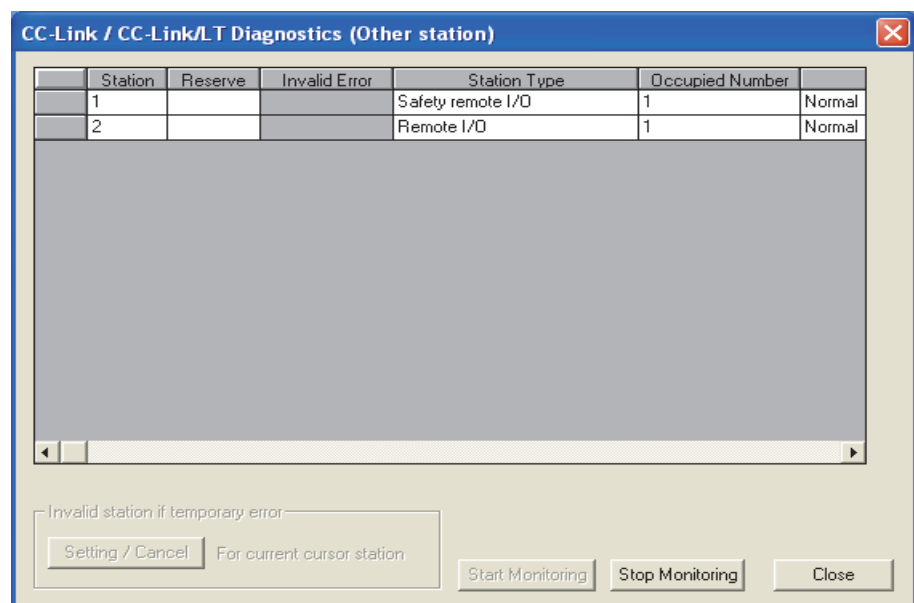 CC-Link / CC-Link/LT Diagnostics (Other station)
Station Reserve Invalid Error Station Type Occupied Number
1 Safety remote I/O 1 Normal
2 Remote I/O 1 Normal
Invalid station if temporary error
Setting / Cancel For current cursor station
Start Monitoring Stop Monitoring Close